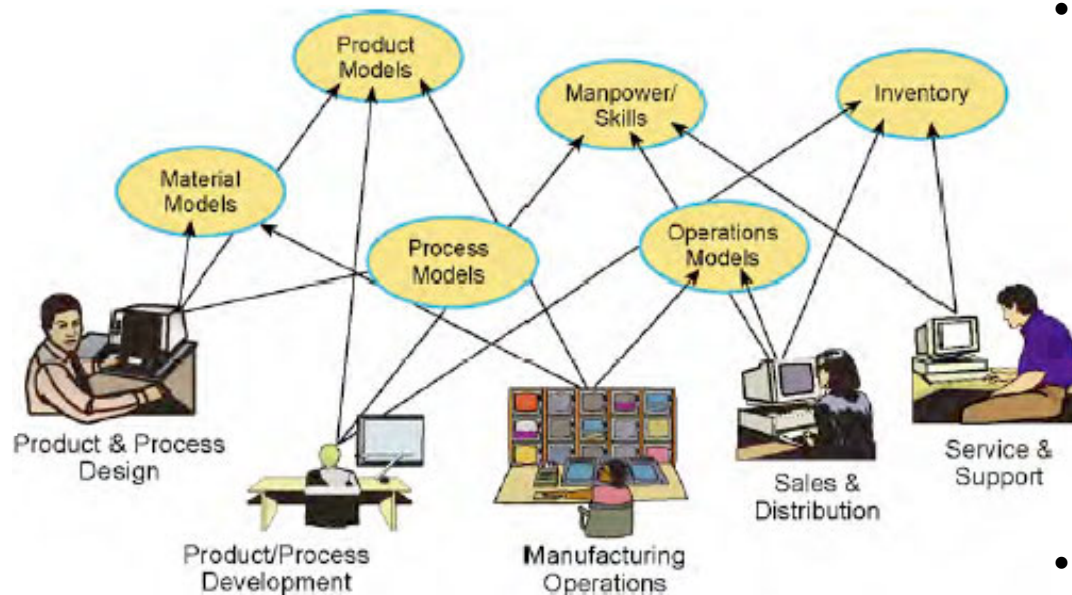 Product
Models
Manpower/
Skills
Inventory
Material
Models
Process
Models
Operations
Models
Product & Process
Design
Product/Process
Development
Manufacturing
Operations
Sales &
Distribution
Service &
Support